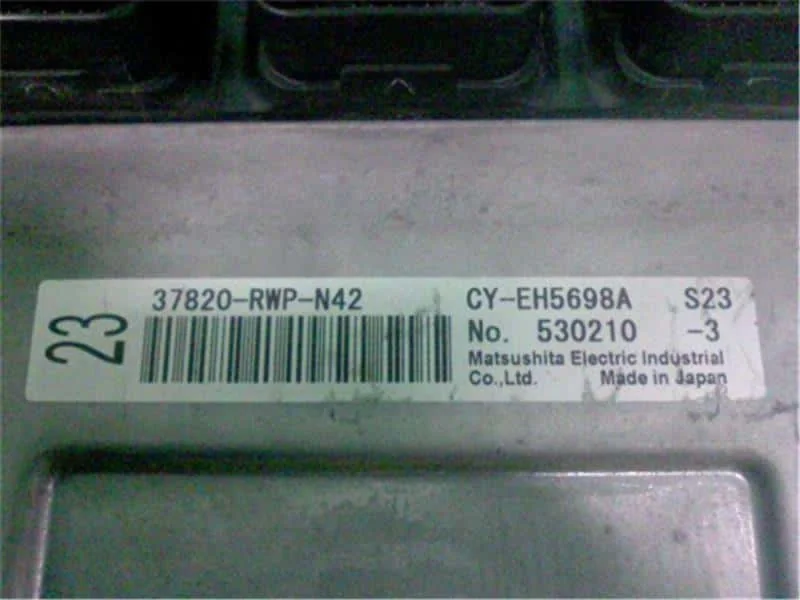 23
37820-RWP-N42
CY-EH5698A S23
No. 530210 -3
Matsushita Electric Industrial
Co.,Ltd. Made in Japan